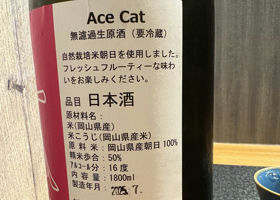 Ace Cat
無濾過生原酒(要冷蔵)
自然栽培米朝日を使用しました。
フレッシュフルーティーな味わ
いをお楽しみください。
品目 日本酒
原材料名:
米(岡山県産)
米こうじ(岡山県産米)
原料米:岡山県産朝日100%
精米歩合:50%
アルコール分:16度
内容量:1800ml
製造年月:2025.7.